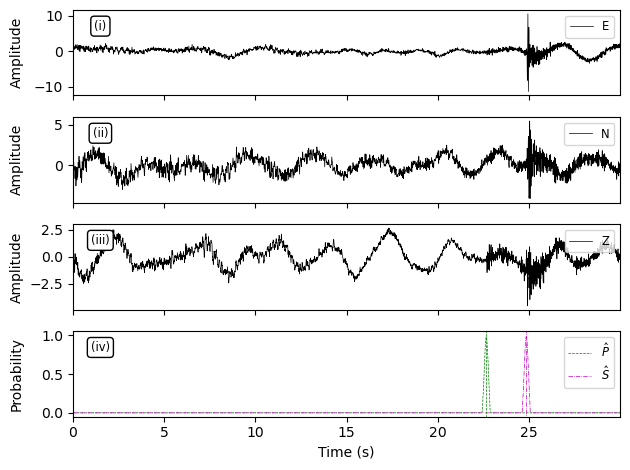 (i)
E
Amplitude
10
0
−10
(ii)
N
Amplitude
5
0
(iii)
Z
Amplitude
2.5
0.0
−2.5
(iv)
P̂
Ŝ
Probability
1.0
0.5
0.0
0 5 10 15 20 25
Time (s)